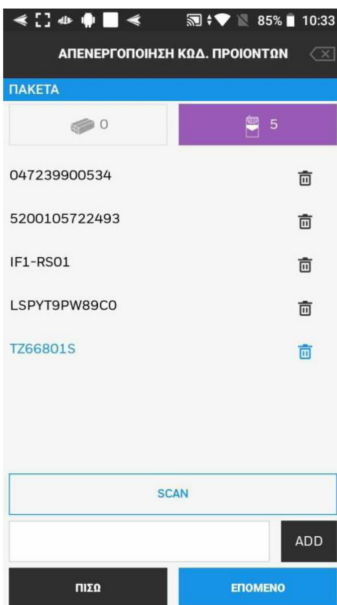 85% 10:33
ΑΠΕΝΕΡΓΟΠΟΙΗΣΗ ΚΩΔ. ΠΡΟΙΟΝΤΩΝ
ΠΑΚΕΤΑ
0 5
047239900534
5200105722493
IF1-RS01
LSPYT9PW89C0
TZ66801S
SCAN
ADD
ΠΙΣΩ ΕΠΟΜΕΝΟ